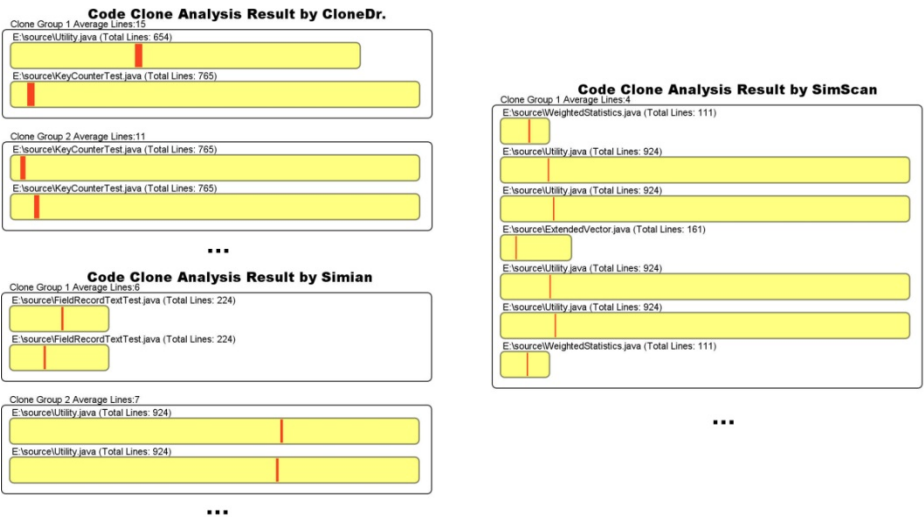 Code Clone Analysis Result by CloneDr.
Clone Group 1 Average Lines:15
E:\source\Utility.java (Total Lines: 654)
E:\source\KeyCounterTest.java (Total Lines: 765)
Clone Group 2 Average Lines:11
E:\source\KeyCounterTest.java (Total Lines: 765)
E:\source\KeyCounterTest.java (Total Lines: 765)
...
Code Clone Analysis Result by Simian
Clone Group 1 Average Lines:6
E:\source\FieldRecordTextTest.java (Total Lines: 224)
E:\source\FieldRecordTextTest.java (Total Lines: 224)
Clone Group 2 Average Lines:7
E:\source\Utility.java (Total Lines: 924)
E:\source\Utility.java (Total Lines: 924)
...
Code Clone Analysis Result by SimScan
Clone Group 1 Average Lines:4
E:\source\WeightedStatistics.java (Total Lines: 111)
E:\source\Utility.java (Total Lines: 924)
E:\source\Utility.java (Total Lines: 924)
E:\source\ExtendedVector.java (Total Lines: 161)
E:\source\Utility.java (Total Lines: 924)
E:\source\Utility.java (Total Lines: 924)
E:\source\WeightedStatistics.java (Total Lines: 111)
...